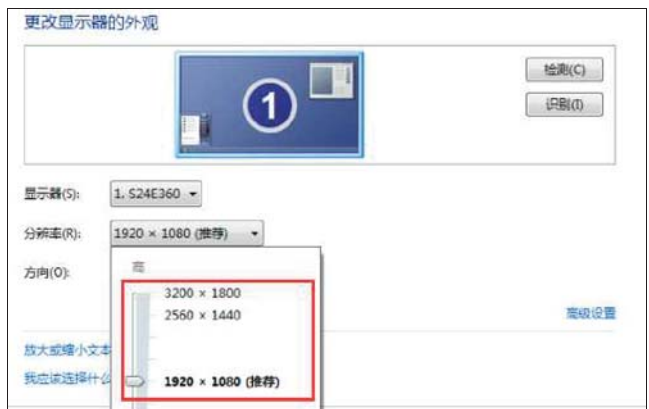 更改显示器的外观
1
检测(C)
识别(I)
显示器(S): 1. S24E360
分辨率(R): 1920 × 1080 (推荐)
方向(O):
高
3200 × 1800
2560 × 1440
高级设置
放大或缩小文本
1920 × 1080 (推荐)
我应该选择什么